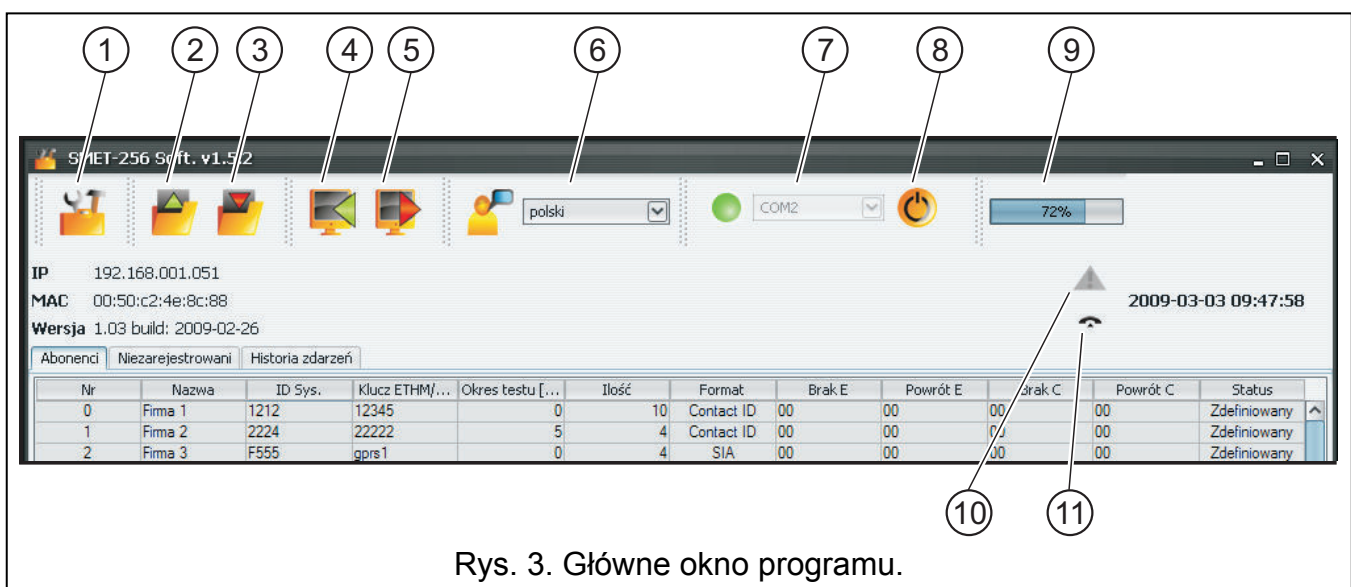 1 2 3 4 5 6 7 8 9
SMET-256 Soft. v1.5.2
polski COM2 72%
IP 192.168.001.051
MAC 00:50:c2:4e:8c:88
2009-03-03 09:47:58
Wersja 1.03 build: 2009-02-26
Abonenci Niezarejestrowani Historia zdarzeń
Nr Nazwa ID Sys. Klucz ETHM/... Okres testu [... Ilość Format Brak E Powrót E Brak C Powrót C Status
0 Firma 1 1212 12345 0 10 Contact ID 00 00 00 00 Zdefiniowany
1 Firma 2 2224 22222 5 4 Contact ID 00 00 00 00 Zdefiniowany
2 Firma 3 F555 gprs1 0 4 SIA 00 00 00 00 Zdefiniowany
10 11
Rys. 3. Główne okno programu.